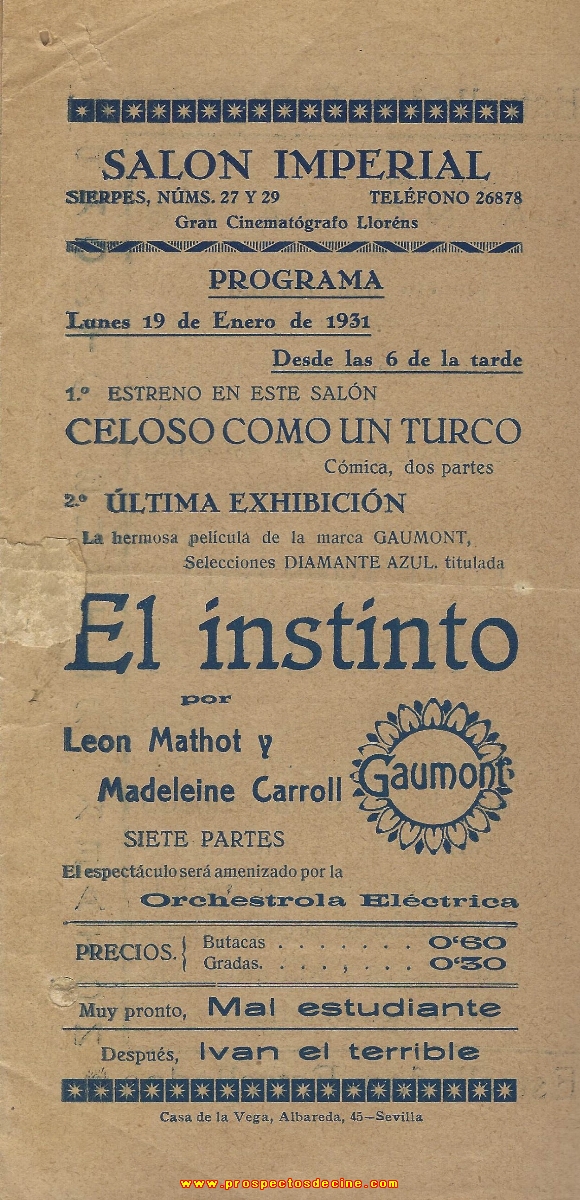 SALON IMPERIAL
SIERPES, NÚMS. 27 Y 29 TELÉFONO 26878
Gran Cinematógrafo Lloréns
PROGRAMA
Lunes 19 de Enero de 1931
Desde las 6 de la tarde
1.º ESTRENO EN ESTE SALÓN
CELOSO COMO UN TURCO
Cómica, dos partes
2.º ÚLTIMA EXHIBICIÓN
La hermosa película de la marca GAUMONT,
Selecciones DIAMANTE AZUL. titulada
El instinto
por
Leon Mathot y
Madeleine Carroll
Gaumont
SIETE PARTES
El espectáculo será amenizado por la
Orchestrola Eléctrica
PRECIOS. Butacas . . . . . . . 0'60
Gradas. . . . , . . . 0'30
Muy pronto, Mal estudiante
Después, Ivan el terrible
Casa de la Vega, Albareda, 45—Sevilla
www.prospectosdecine.com